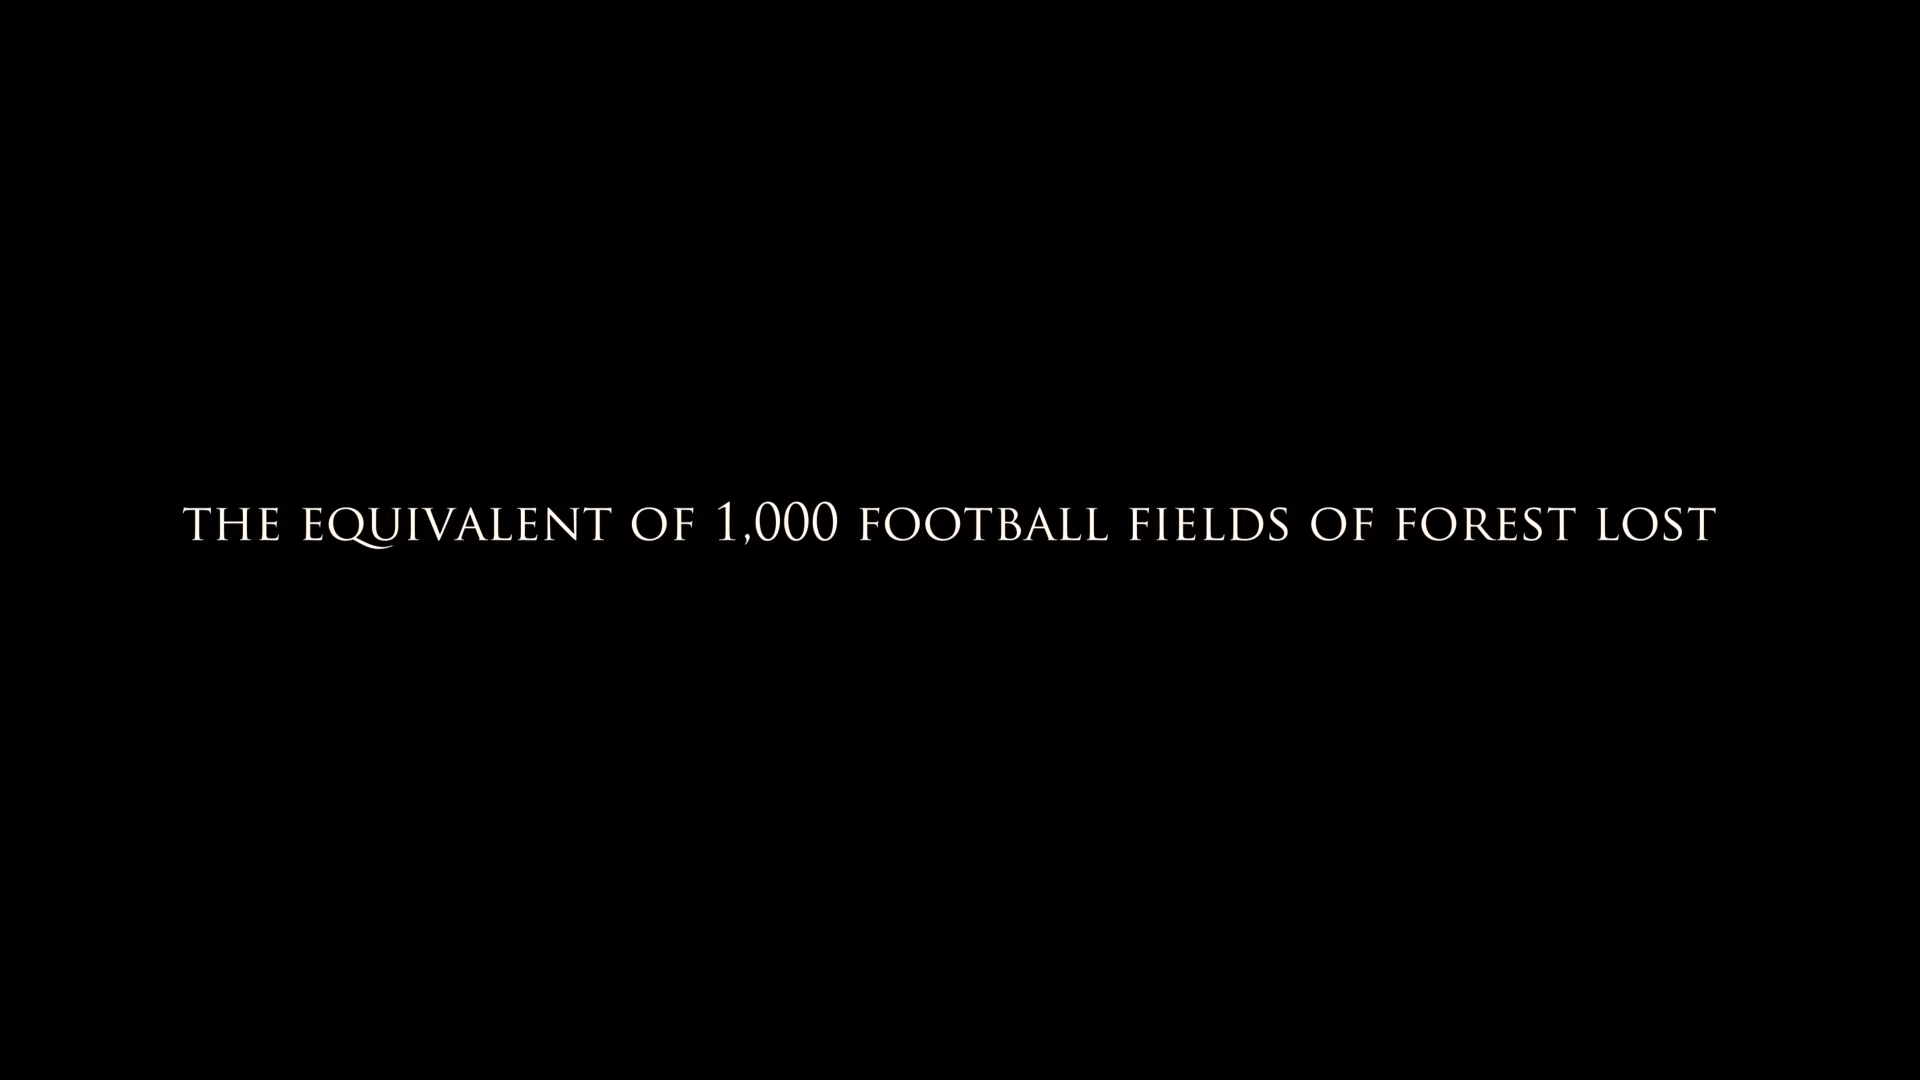 THE EQUIVALENT OF 1,000 FOOTBALL FIELDS OF FOREST LOST